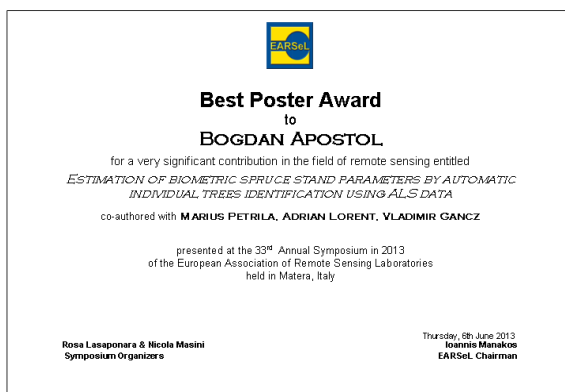 EARSeL
Best Poster Award
to
BOGDAN APOSTOL
for a very significant contribution in the field of remote sensing entitled
ESTIMATION OF BIOMETRIC SPRUCE STAND PARAMETERS BY AUTOMATIC
INDIVIDUAL TREES IDENTIFICATION USING ALS DATA
co-authored with MARIUS PETRILA, ADRIAN LORENT, VLADIMIR GANCZ
presented at the 33rd Annual Symposium in 2013
of the European Association of Remote Sensing Laboratories
held in Matera, Italy
Thursday, 6th June 2013
Rosa Lasaponara & Nicola Masini Ioannis Manakos
Symposium Organizers EARSeL Chairman